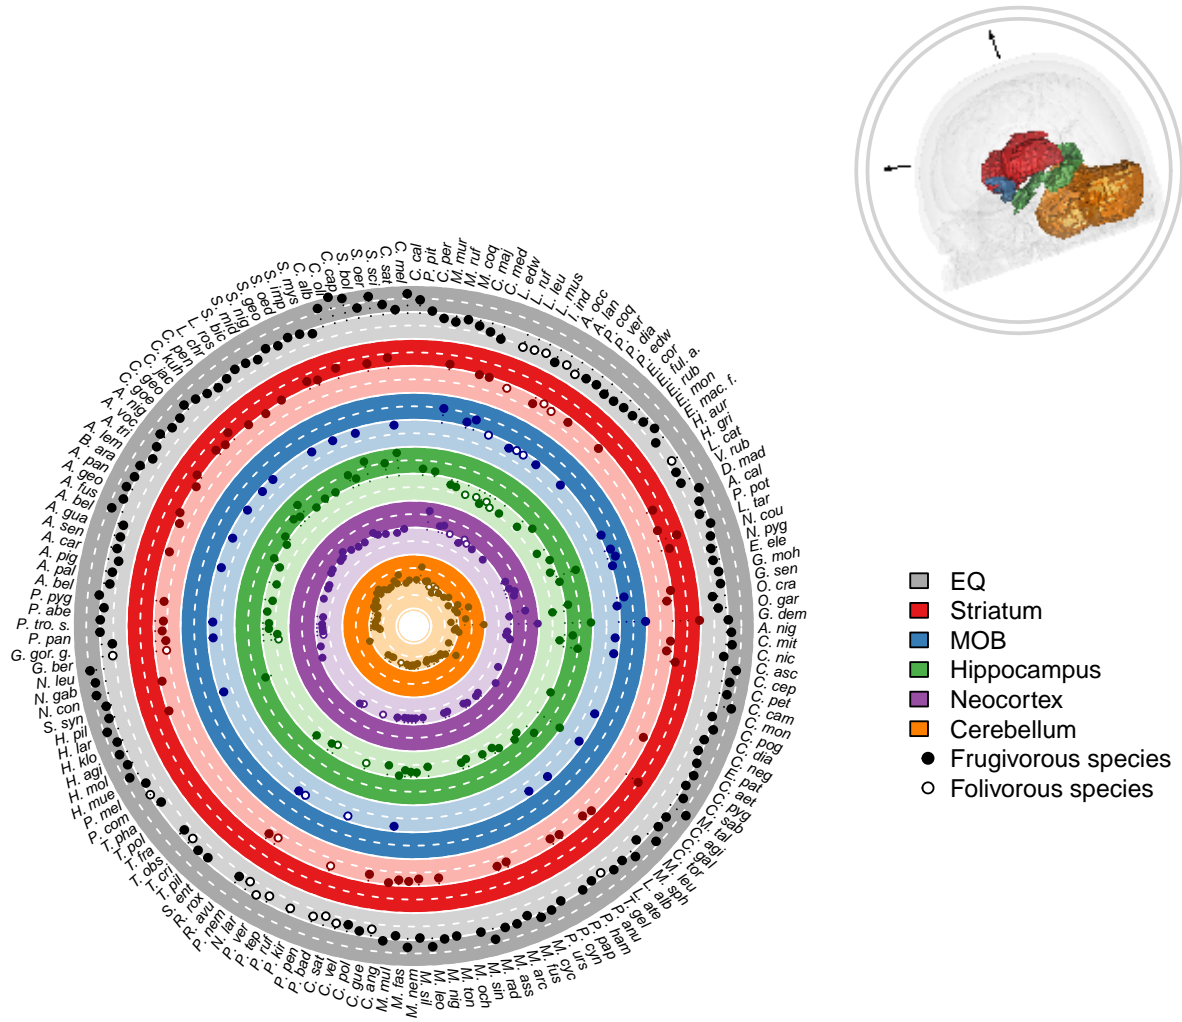 C. mel
C. cal
P. pit
C. per
M. mur
M. ruf
M. coq
C. maj
C. med
L. edw
L. ruf
L. leu
L. mus
I. ind
A. occ
A. lan
P. coq
P. ver
P. dia
P. edw
E. cor
E. ful. a.
E. rub
E. mon
E. mac. f.
H. aur
H. gri
L. cat
V. rub
D. mad
A. cal
P. pot
L. tar
N. cou
N. pyg
E. ele
G. moh
G. sen
O. cra
O. gar
G. dem
A. nig
C. mit
C. nic
C. asc
C. cep
C. pet
C. cam
C. mon
C. pog
C. dia
C. neg
E. pat
C. aet
C. pyg
C. sab
M. tal
C. agi
C. gal
C. tor
M. leu
M. sph
L. alb
L. ate
T. gel
P. anu
P. ham
P. pap
P. cyn
P. urs
M. cyc
M. fus
M. arc
M. ass
M. rad
M. sin
M. och
M. ton
M. nig
M. leo
M. sil
M. nem
M. fas
M. mul
C. ang
C. gue
C. pol
C. vel
C. sat
P. bad
P. pen
P. kir
P. ruf
P. tep
P. ver
N. lar
P. nem
R. avu
R. rox
S. ent
T. pil
T. cri
T. obs
T. fra
T. pol
T. pha
P. com
P. mel
H. mue
H. mol
H. agi
H. klo
H. lar
H. pil
S. syn
N. con
N. gab
N. leu
G. ber
G. gor. g.
P. pan
P. tro. s.
P. abe
P. pyg
A. bel
A. pal
A. pig
A. car
A. sen
A. gua
A. bel
A. fus
A. geo
A. pan
B. ara
A. lem
A. tri
A. voc
A. nig
C. goe
C. geo
C. jac
C. kuh
C. pen
L. chr
L. ros
S. bic
S. mid
S. nig
S. geo
S. oed
S. imp
S. mys
C. alb
C. oli
C. cap
S. bol
S. oer
S. sci
C. sat
EQ
Striatum
MOB
Hippocampus
Neocortex
Cerebellum
Frugivorous species
Folivorous species